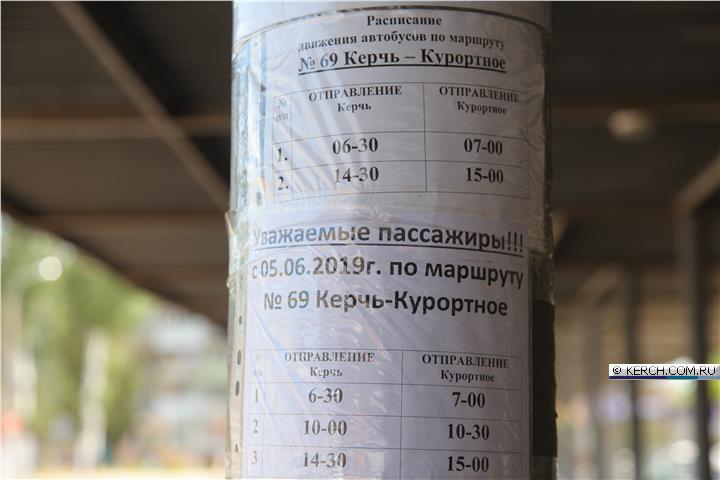 Расписание
движения автобусов по маршруту
№ 69 Керчь – Курортное
№ п/п ОТПРАВЛЕНИЕ Керчь ОТПРАВЛЕНИЕ Курортное
1. 06-30 07-00
2. 14-30 15-00
Уважаемые пассажиры!!!
с 05.06.2019г. по маршруту
№ 69 Керчь-Курортное
№ п/п ОТПРАВЛЕНИЕ Керчь ОТПРАВЛЕНИЕ Курортное
1 6-30 7-00
2 10-00 10-30
3 14-30 15-00
© KERCH.COM.RU